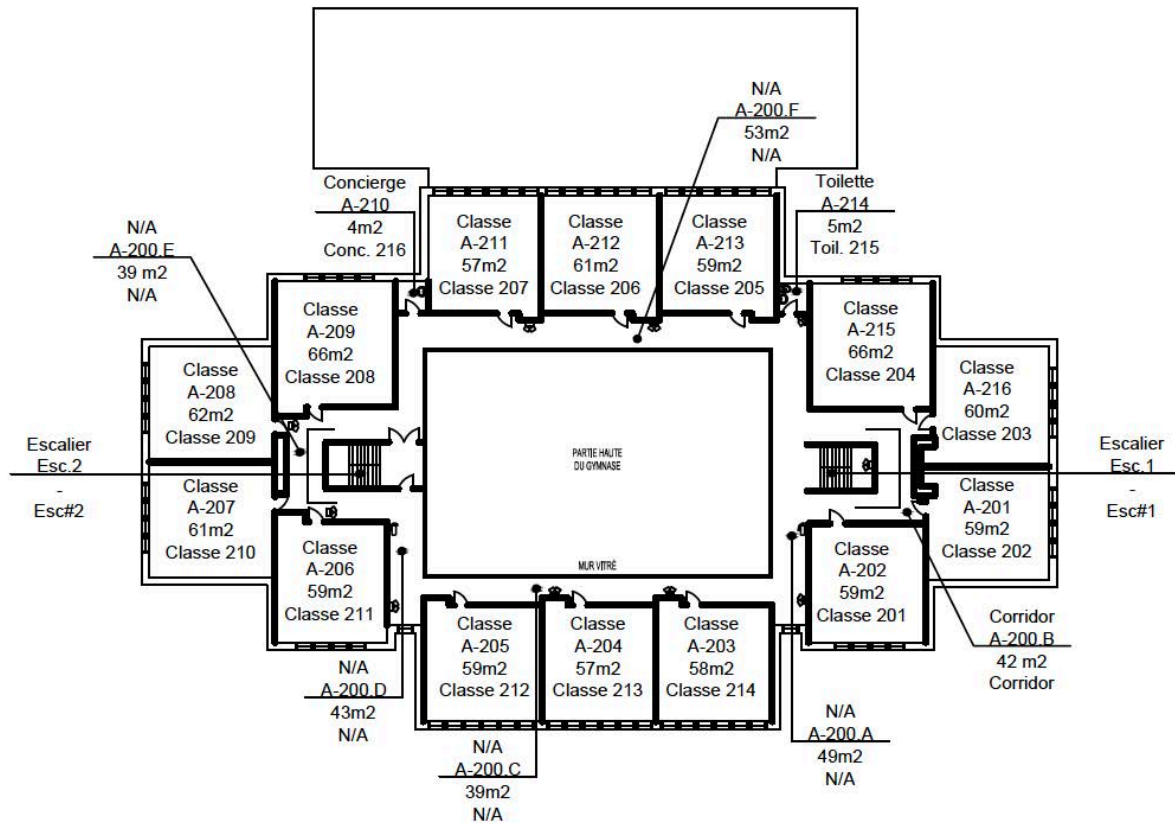 N/A
A-200.F
53m2
N/A
Concierge
A-210
4m2
Conc. 216
Toilette
A-214
5m2
Toil. 215
N/A
A-200.E
39 m2
N/A
Classe
A-211
57m2
Classe 207
Classe
A-212
61m2
Classe 206
Classe
A-213
59m2
Classe 205
Classe
A-209
66m2
Classe 208
Classe
A-215
66m2
Classe 204
Classe
A-208
62m2
Classe 209
Classe
A-216
60m2
Classe 203
Escalier
Esc.2
-
Esc#2
PARTIE HAUTE
DU GYMNASE
Escalier
Esc.1
-
Esc#1
Classe
A-207
61m2
Classe 210
Classe
A-201
59m2
Classe 202
Classe
A-206
59m2
Classe 211
MUR VITRÉ
Classe
A-202
59m2
Classe 201
Classe
A-205
59m2
Classe 212
Classe
A-204
57m2
Classe 213
Classe
A-203
58m2
Classe 214
Corridor
A-200.B
42 m2
Corridor
N/A
A-200.D
43m2
N/A
N/A
A-200.C
39m2
N/A
N/A
A-200.A
49m2
N/A